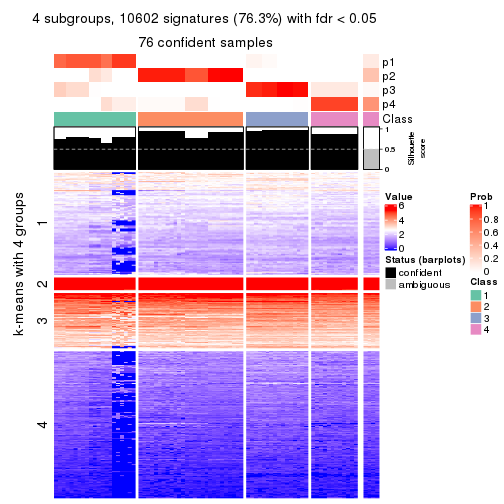 4 subgroups, 10602 signatures (76.3%) with fdr < 0.05
76 confident samples
p1
p2
p3
p4
Class
1
0.5
0
Silhouette
score
k-means with 4 groups
1
2
3
4
Value
6
4
2
0
Status (barplots)
confident
ambiguous
Prob
1
0.8
0.6
0.4
0.2
0
Class
1
2
3
4